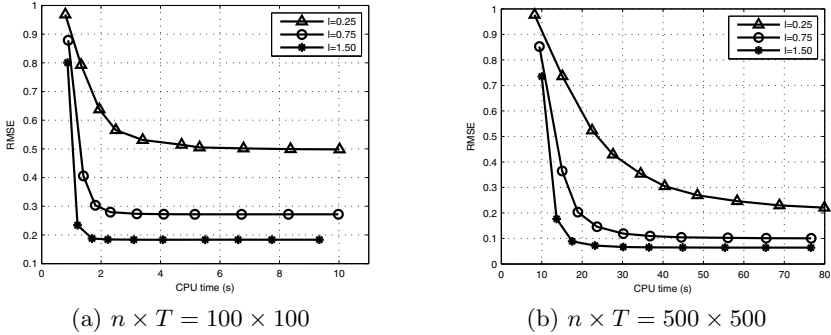 1
0.9
0.8
0.7
0.6
0.5
0.4
0.3
0.2
0.1
RMSE
0 2 4 6 8 10
CPU time (s)
l=0.25
l=0.75
l=1.50
(a) n × T = 100 × 100
1
0.9
0.8
0.7
0.6
0.5
0.4
0.3
0.2
0.1
0
RMSE
0 10 20 30 40 50 60 70 80
CPU time (s)
l=0.25
l=0.75
l=1.50
(b) n × T = 500 × 500